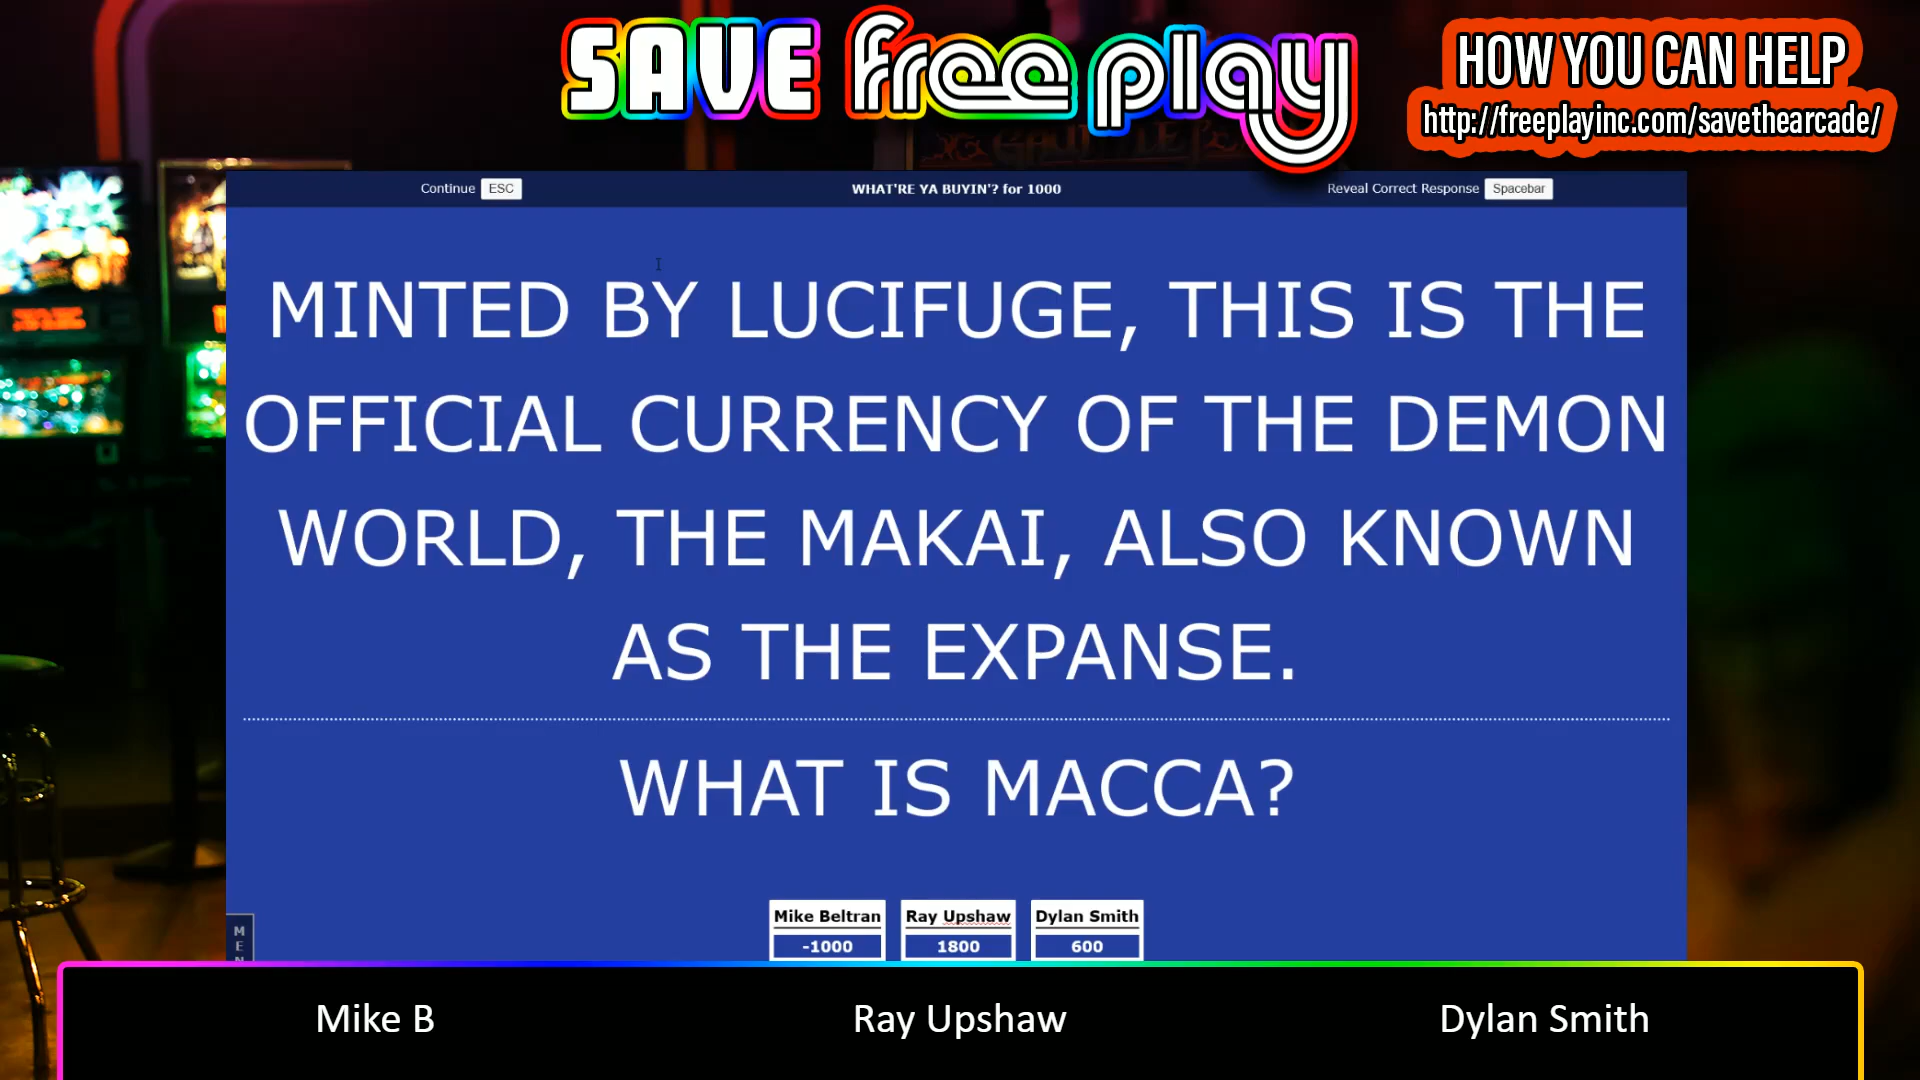 SAVE free play
HOW YOU CAN HELP
http://freeplayinc.com/savethearcade/
Continue ESC
WHAT'RE YA BUYIN'? for 1000
Reveal Correct Response Spacebar
MINTED BY LUCIFUGE, THIS IS THE
OFFICIAL CURRENCY OF THE DEMON
WORLD, THE MAKAI, ALSO KNOWN
AS THE EXPANSE.
WHAT IS MACCA?
M
E
N
Mike Beltran Ray Upshaw Dylan Smith
-1000 1800 600
Mike B Ray Upshaw Dylan Smith